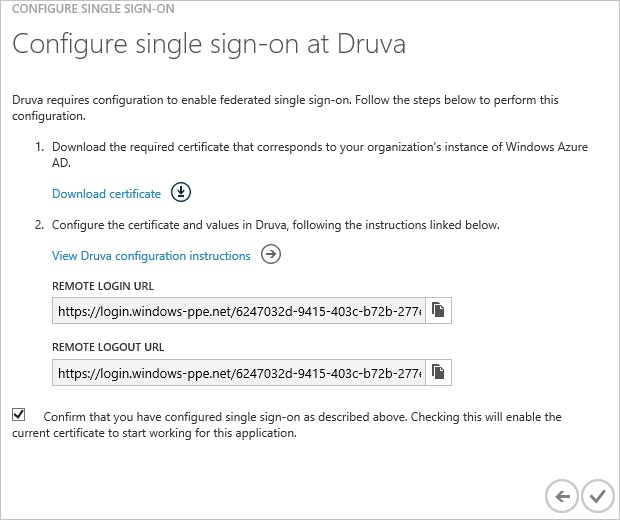 CONFIGURE SINGLE SIGN-ON
Configure single sign-on at Druva
Druva requires configuration to enable federated single sign-on. Follow the steps below to perform this
configuration.
1. Download the required certificate that corresponds to your organization's instance of Windows Azure
AD.
Download certificate
2. Configure the certificate and values in Druva, following the instructions linked below.
View Druva configuration instructions
REMOTE LOGIN URL
https://login.windows-ppe.net/6247032d-9415-403c-b72b-277
REMOTE LOGOUT URL
https://login.windows-ppe.net/6247032d-9415-403c-b72b-277
Confirm that you have configured single sign-on as described above. Checking this will enable the
current certificate to start working for this application.